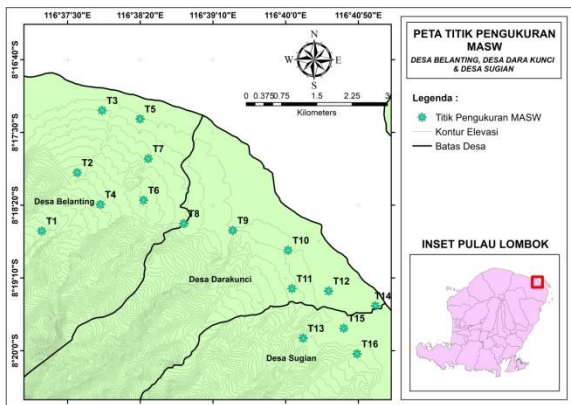 116°37'30"E 116°38'20"E 116°39'10"E 116°40'0"E 116°40'50"E
8°16'40"S
8°17'30"S
8°18'20"S
8°19'10"S
8°20'0"S
N
W E
S
0 0.375 0.75 1.5 2.25 3
Kilometers
T3
T5
T7
T2
T4
T6
Desa Belanting
T1
T8
T9
T10
Desa Darakunci
T11
T12
T14
T15
T13
Desa Sugian
T16
PETA TITIK PENGUKURAN
MASW
DESA BELANTING, DESA DARA KUNCI
& DESA SUGIAN
Legenda :
Titik Pengukuran MASW
Kontur Elevasi
Batas Desa
INSET PULAU LOMBOK